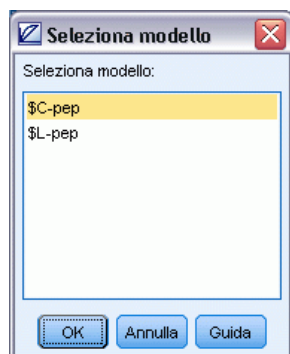 Seleziona modello
Seleziona modello:
$C-pep
$L-pep
OK Annulla Guida